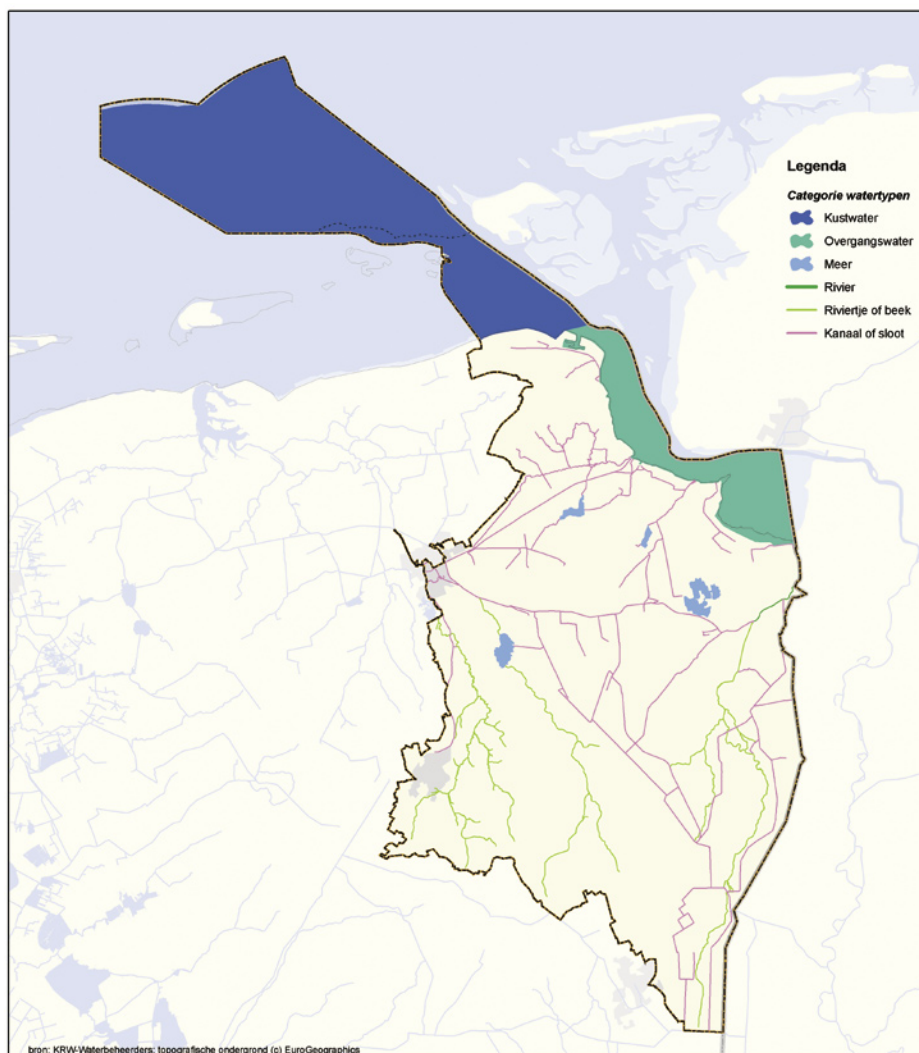 Legenda
Categorie watertypen
Kustwater
Overgangswater
Meer
Rivier
Riviertje of beek
Kanaal of sloot
bron: KRW-Waterbeheerders; topografische ondergrond (c) EuroGeographics